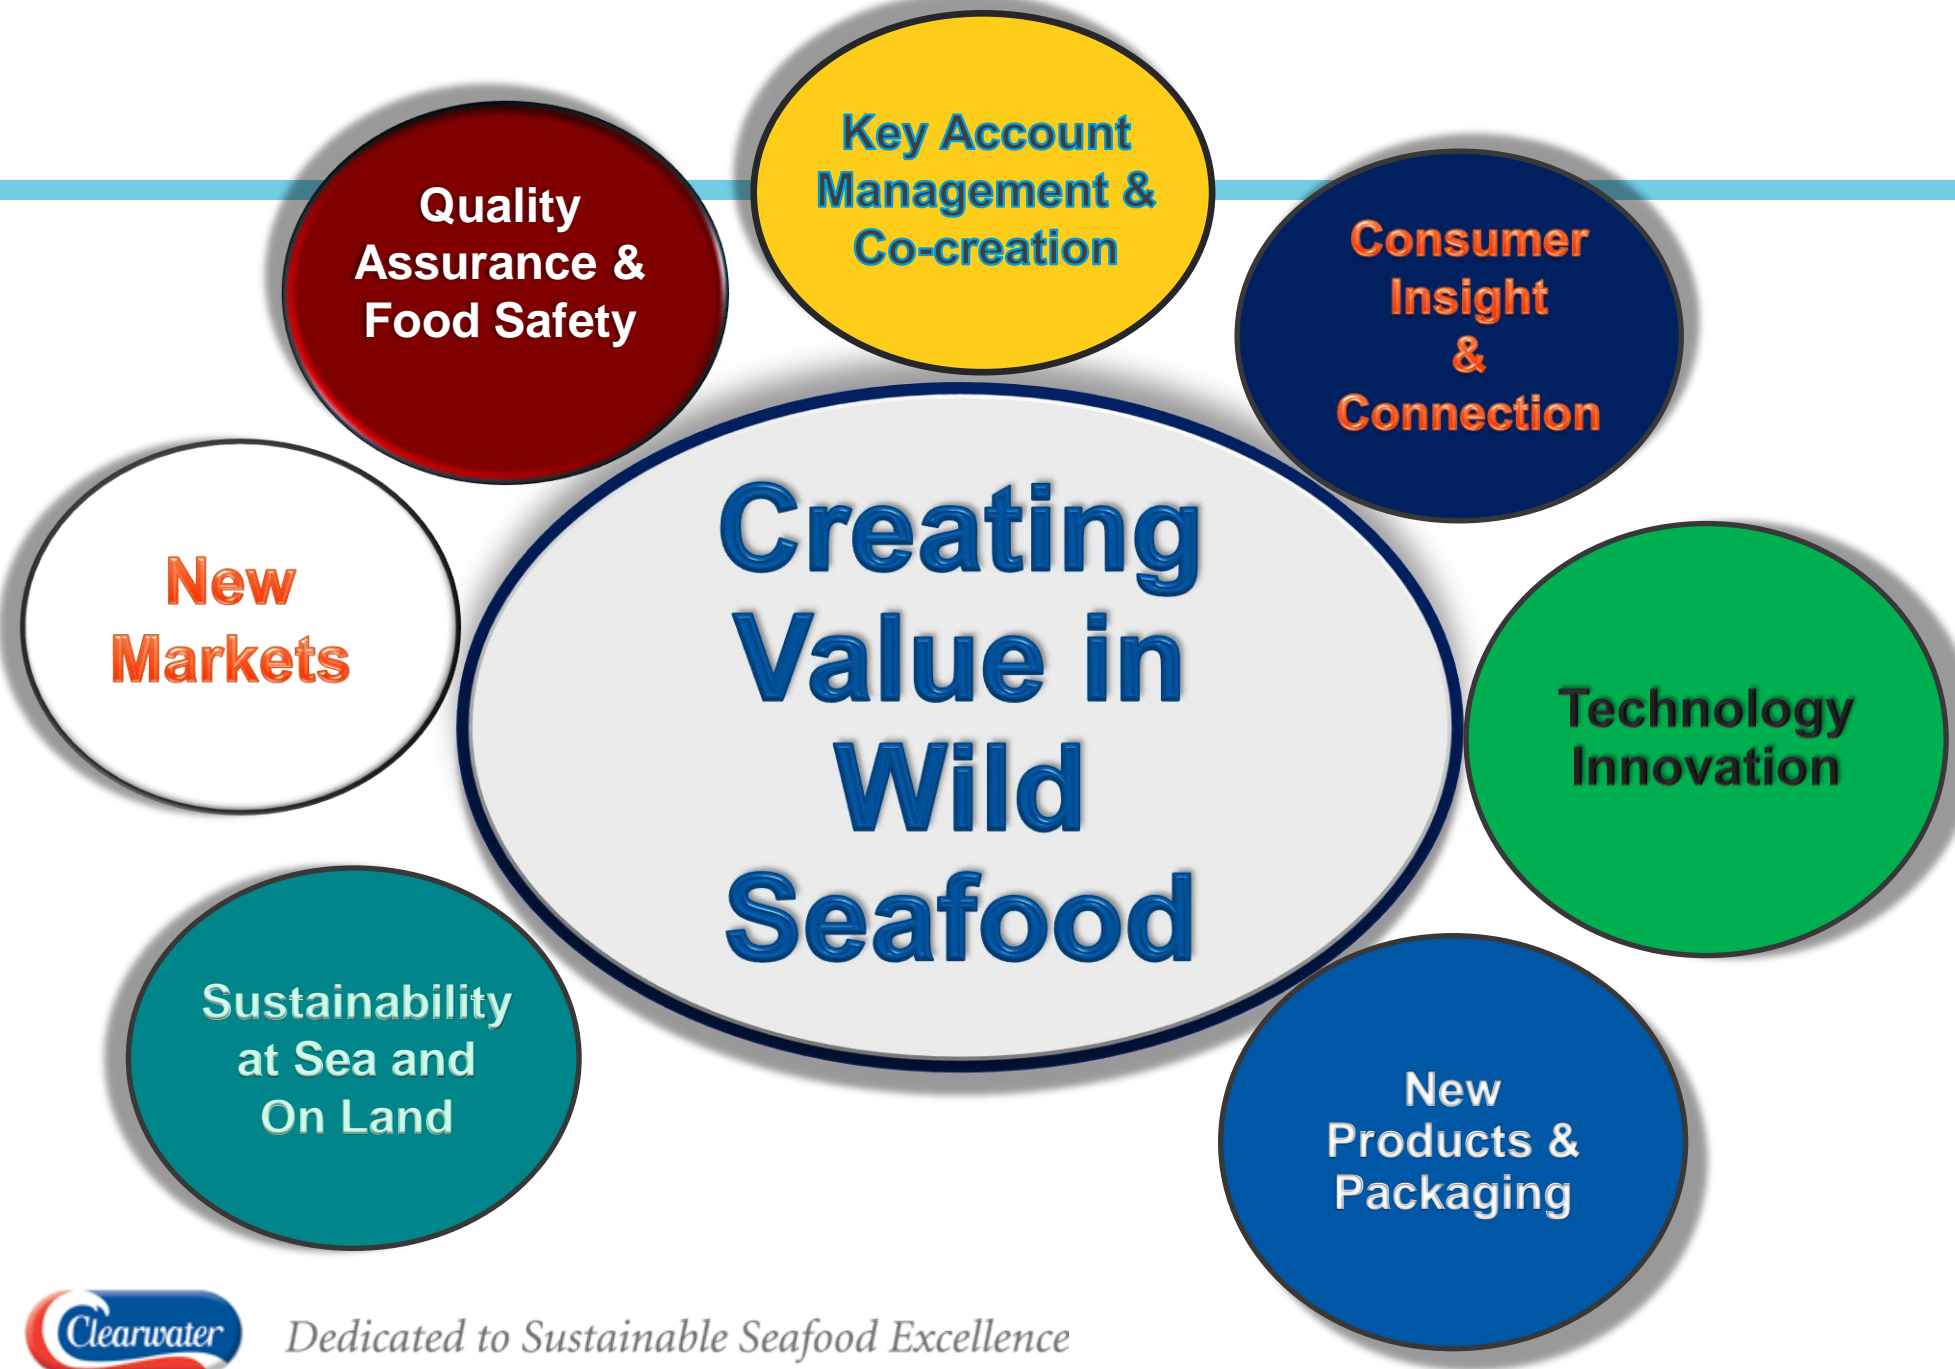 Key Account
Management &
Co-creation
Quality
Assurance &
Food Safety
Consumer
Insight
&
Connection
New
Markets
Creating
Value in
Wild
Seafood
Technology
Innovation
Sustainability
at Sea and
On Land
New
Products &
Packaging
Clearwater
Dedicated to Sustainable Seafood Excellence